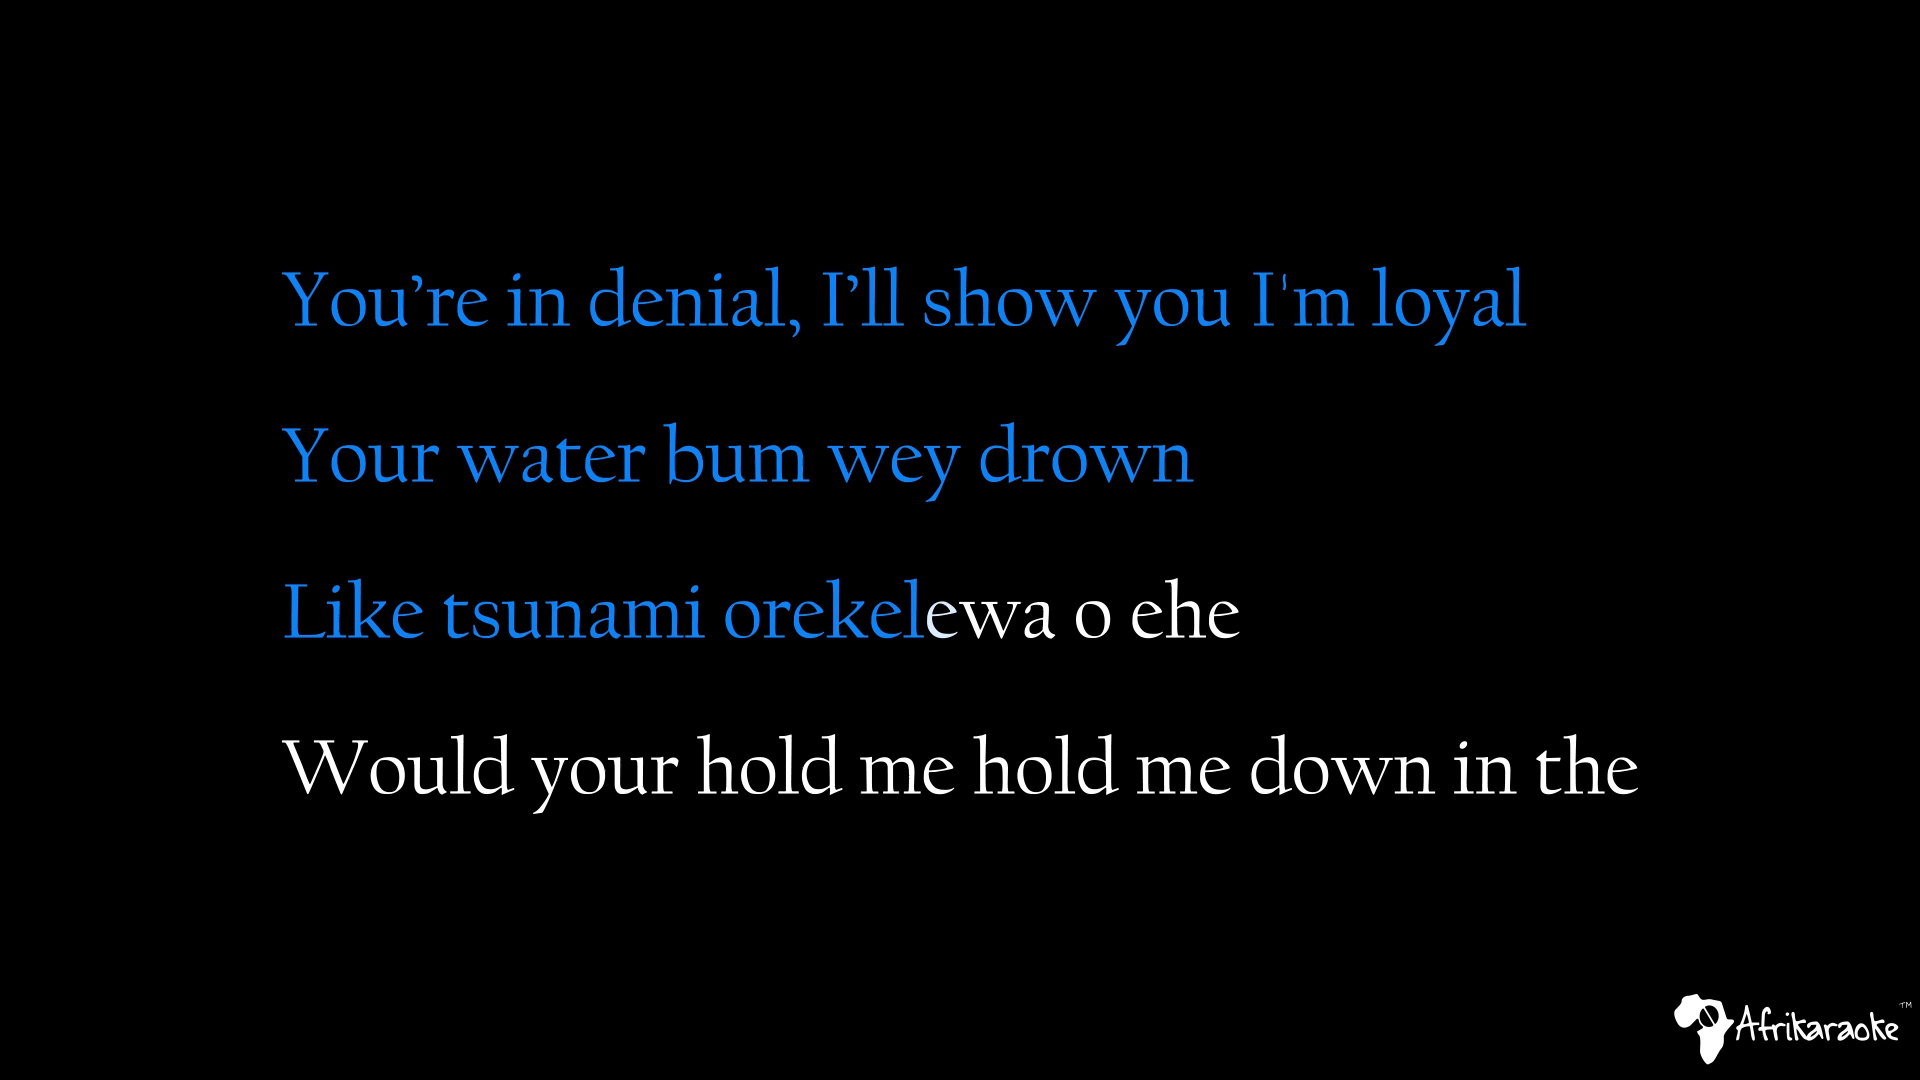 You’re in denial, I’ll show you I'm loyal
Your water bum wey drown
Like tsunami orekelewa o ehe
Would your hold me hold me down in the
Afrikaraoke™